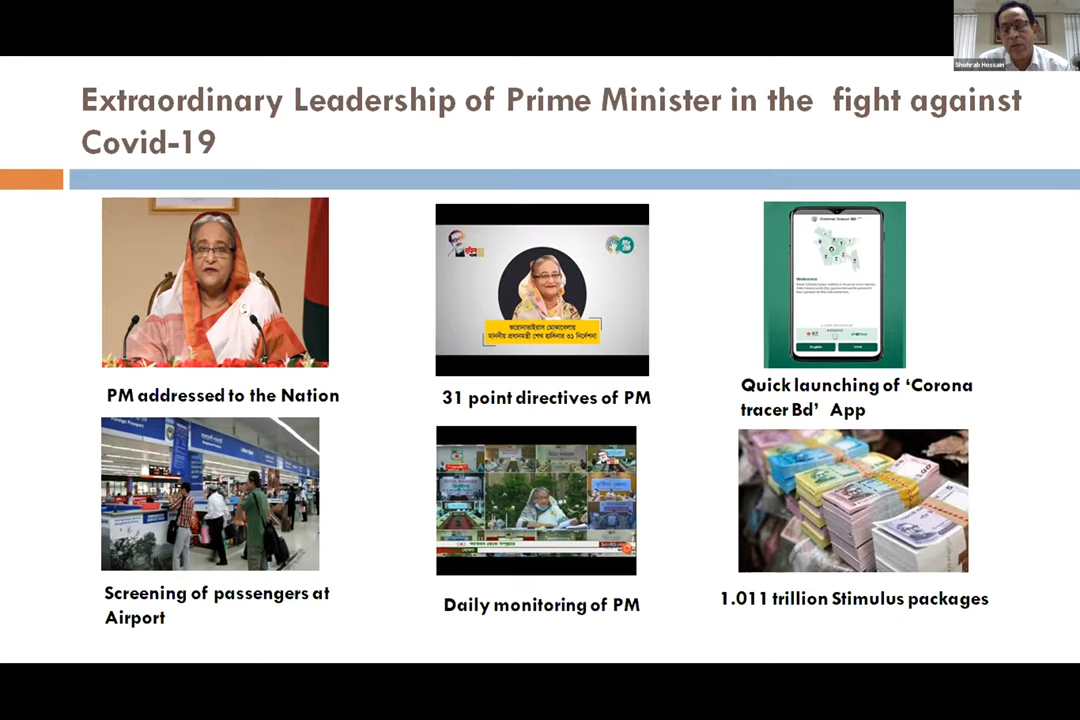 Shohrab Hossain
Extraordinary Leadership of Prime Minister in the fight against
Covid-19
করোনাভাইরাস মোকাবেলায়
মাননীয় প্রধানমন্ত্রী শেখ হাসিনার ৩১ নির্দেশনা
Welcome
English
PM addressed to the Nation
31 point directives of PM
Quick launching of ‘Corona
tracer Bd’ App
Screening of passengers at
Airport
Daily monitoring of PM
1.011 trillion Stimulus packages